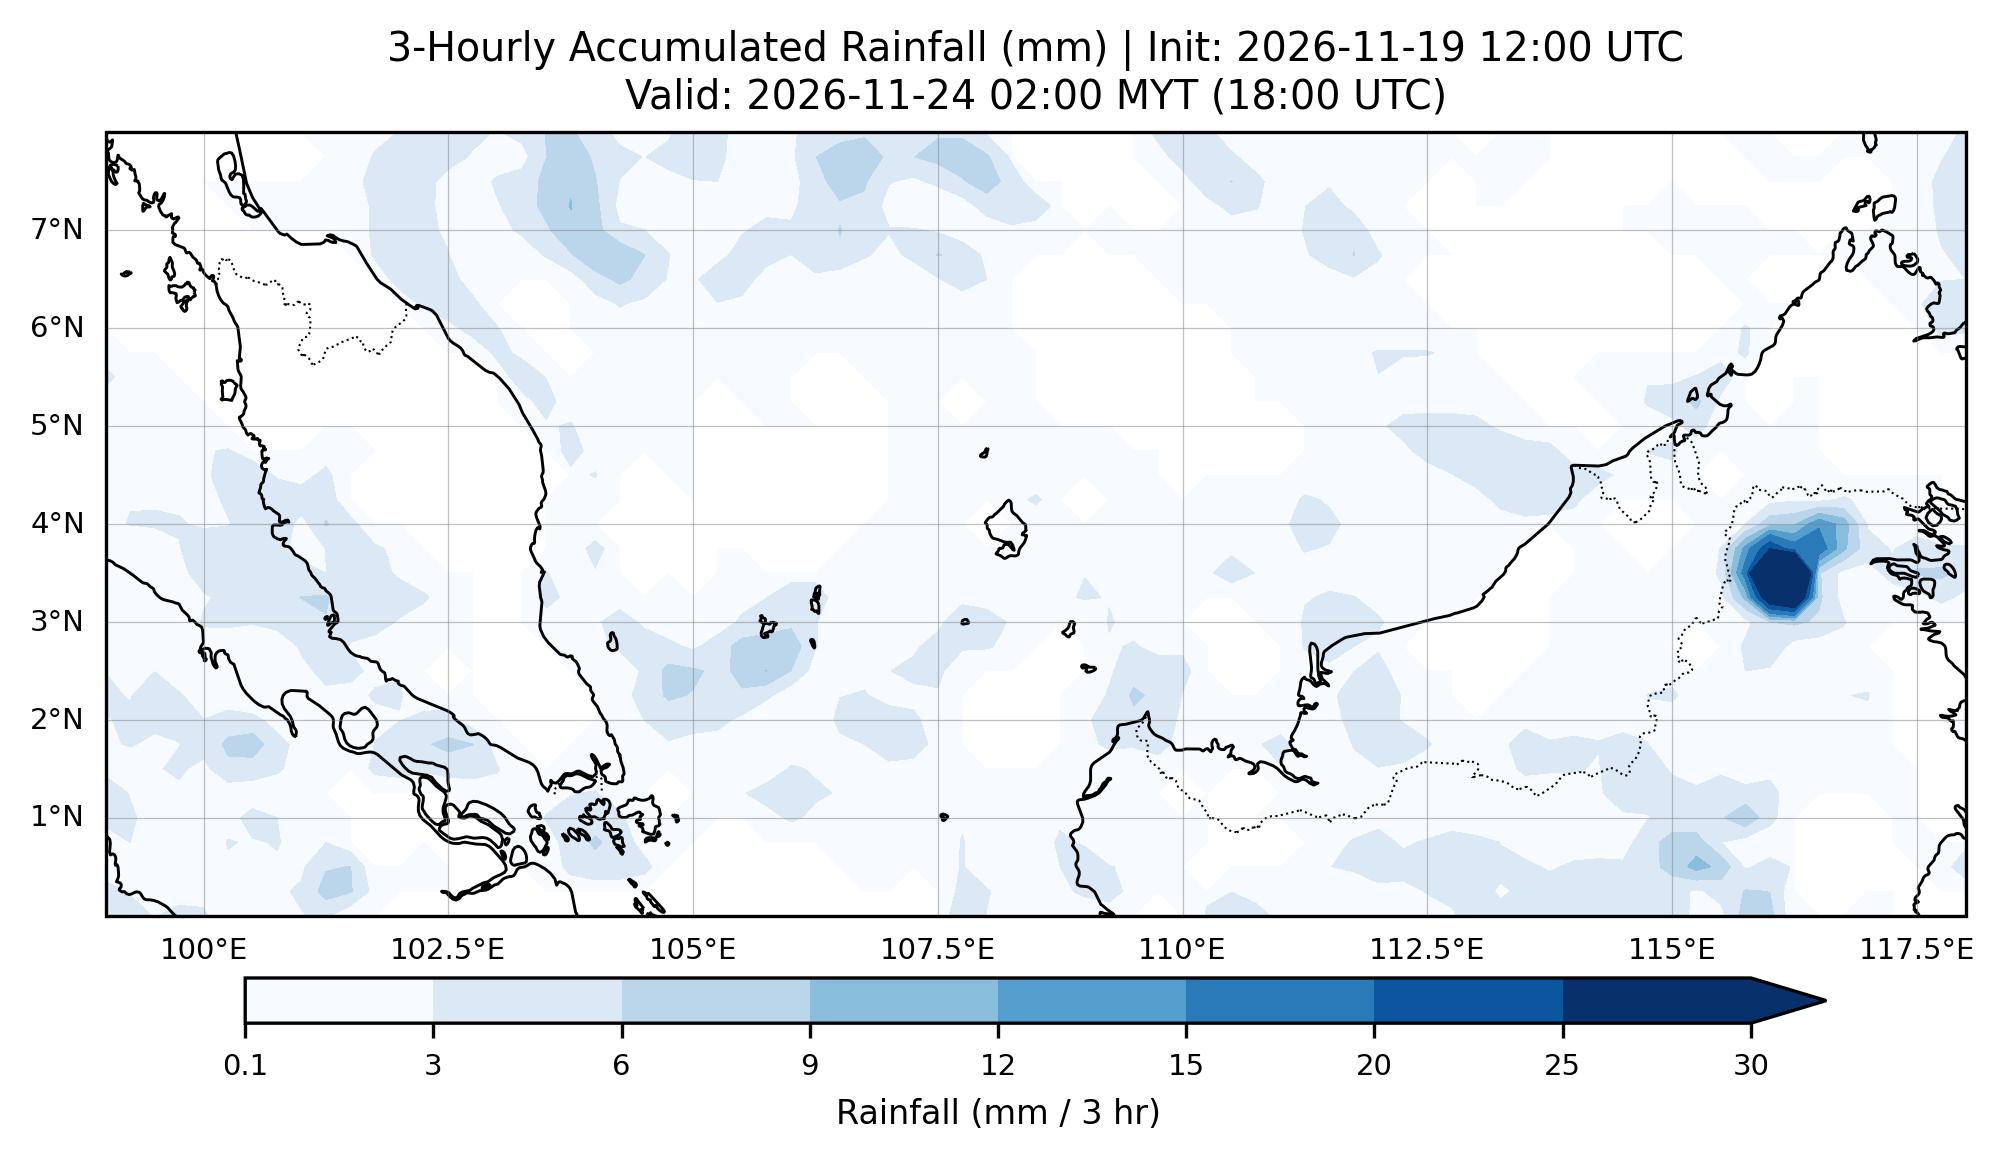 3-Hourly Accumulated Rainfall (mm) | Init: 2026-11-19 12:00 UTC
Valid: 2026-11-24 02:00 MYT (18:00 UTC)
7°N
6°N
5°N
4°N
3°N
2°N
1°N
100°E 102.5°E 105°E 107.5°E 110°E 112.5°E 115°E 117.5°E
0.1 3 6 9 12 15 20 25 30
Rainfall (mm / 3 hr)